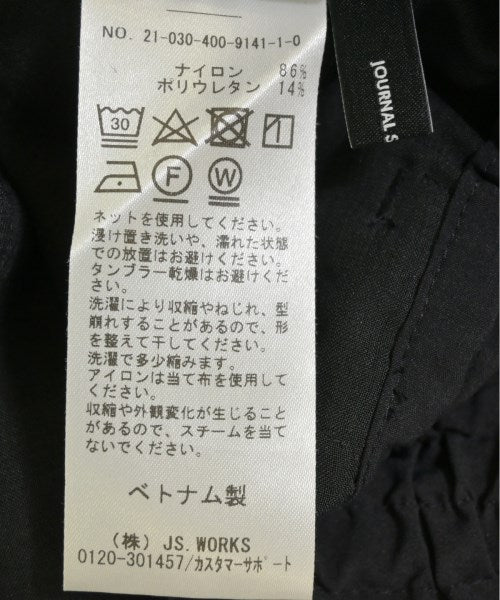 NO. 21-030-400-9141-1-0
ナイロン 86%
ポリウレタン 14%
30
F
W
ネットを使用してください。
浸け置き洗いや、濡れた状態
での放置はお避けください。
タンブラー乾燥はお避けくだ
さい。
洗濯により収縮やねじれ、型
崩れすることがあるので、形
を整えて干してください。
洗濯で多少縮みます。
アイロンは当て布を使用して
ください。
収縮や外観変化が生じること
があるので、スチームを当て
ないでください。
ベトナム製
(株) JS.WORKS
0120-301457/カスタマーサポート
JOURNAL S